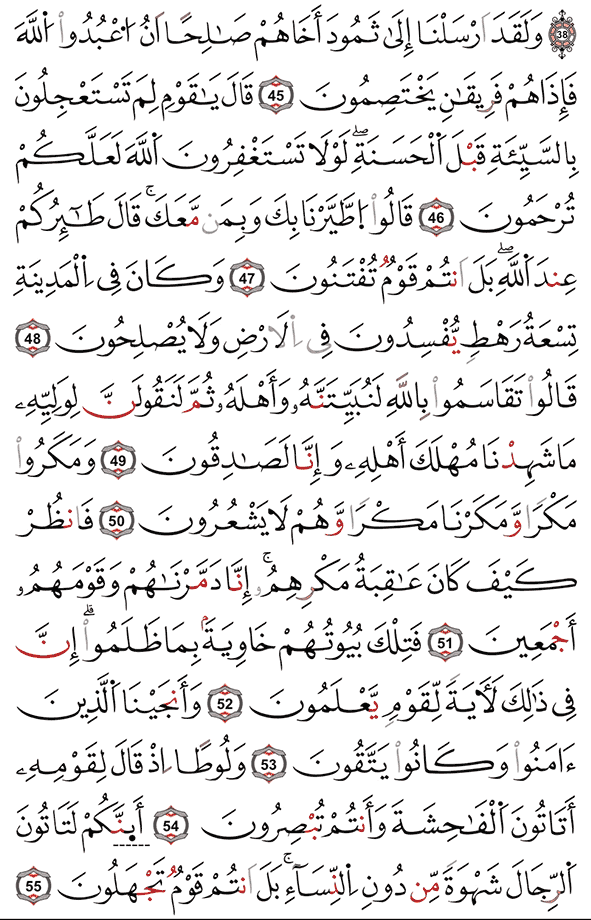 38 وَلَقَدَ اَرْسَلْنَا إِلَىٰ ثَمُودَ أَخَاهُمْ صَـٰلِحًا اَنُ اُعْبُدُواْ اللَّهَ
فَإِذَا هُمْ فَرِيقَـٰنِ يَخْتَصِمُونَ 45 قَالَ يَـٰقَوْمِ لِمَ تَسْتَعْجِلُونَ
بِالسَّيِّئَةِ قَبْلَ اَلْحَسَنَةِۖ لَوْلَا تَسْتَغْفِرُونَ اَللَّهَ لَعَلَّكُمْ
تُرْحَمُونَ 46 قَالُواْ اِطَّيَّرْنَا بِكَ وَبِمَن مَّعَكَۚ قَالَ طَـٰٓئِرُكُمْ
عِندَ اَللَّهِۖ بَلَ اَنتُمْ قَوْمٌ تُفْتَنُونَ 47 وَكَانَ فِى اِلْمَدِينَةِ
تِسْعَةُ رَهْطٍ يُفْسِدُونَ فِى اِلَارْضِ وَلَا يُصْلِحُونَ 48
قَالُواْ تَقَاسَمُواْ بِاللَّهِ لَنُبَيِّتَنَّهُۥ وَأَهْلَهُۥ ثُمَّ لَنَقُولَنَّ لِوَلِيِّهِۦ
مَا شَهِدْنَا مُهْلَكَ أَهْلِهِۦ وَإِنَّا لَصَـٰدِقُونَ 49 وَمَكَرُواْ
مَكْرًا وَّمَكَرْنَا مَكْرًا وَّهُمْ لَا يَشْعُرُونَ 50 فَانظُرْ
كَيْفَ كَانَ عَـٰقِبَةُ مَكْرِهِمُۥۚ إِنَّا دَمَّرْنَـٰهُمْ وَقَوْمَهُمُۥ
أَجْمَعِينَ 51 فَتِلْكَ بُيُوتُهُمْ خَاوِيَةَۢ بِمَا ظَلَمُواْۗ إِنَّ
فِى ذَٰلِكَ لَأَيَةً لِّقَوْمٍ يَّعْلَمُونَ 52 وَأَنجَيْنَا اَلَّذِينَ
ءَامَنُواْ وَكَانُواْ يَتَّقُونَ 53 وَلُوطًا اِذْ قَالَ لِقَوْمِهِۦ
أَتَاتُونَ اَلْفَـٰحِشَةَ وَأَنتُمْ تُبْصِرُونَ 54 أَئِنَّكُمْ لَتَاتُونَ
اَلرِّجَالَ شَهْوَةً مِّن دُونِ اِلنِّسَآءِۚ بَلَ اَنتُمْ قَوْمٌ تَجْهَلُونَ 55